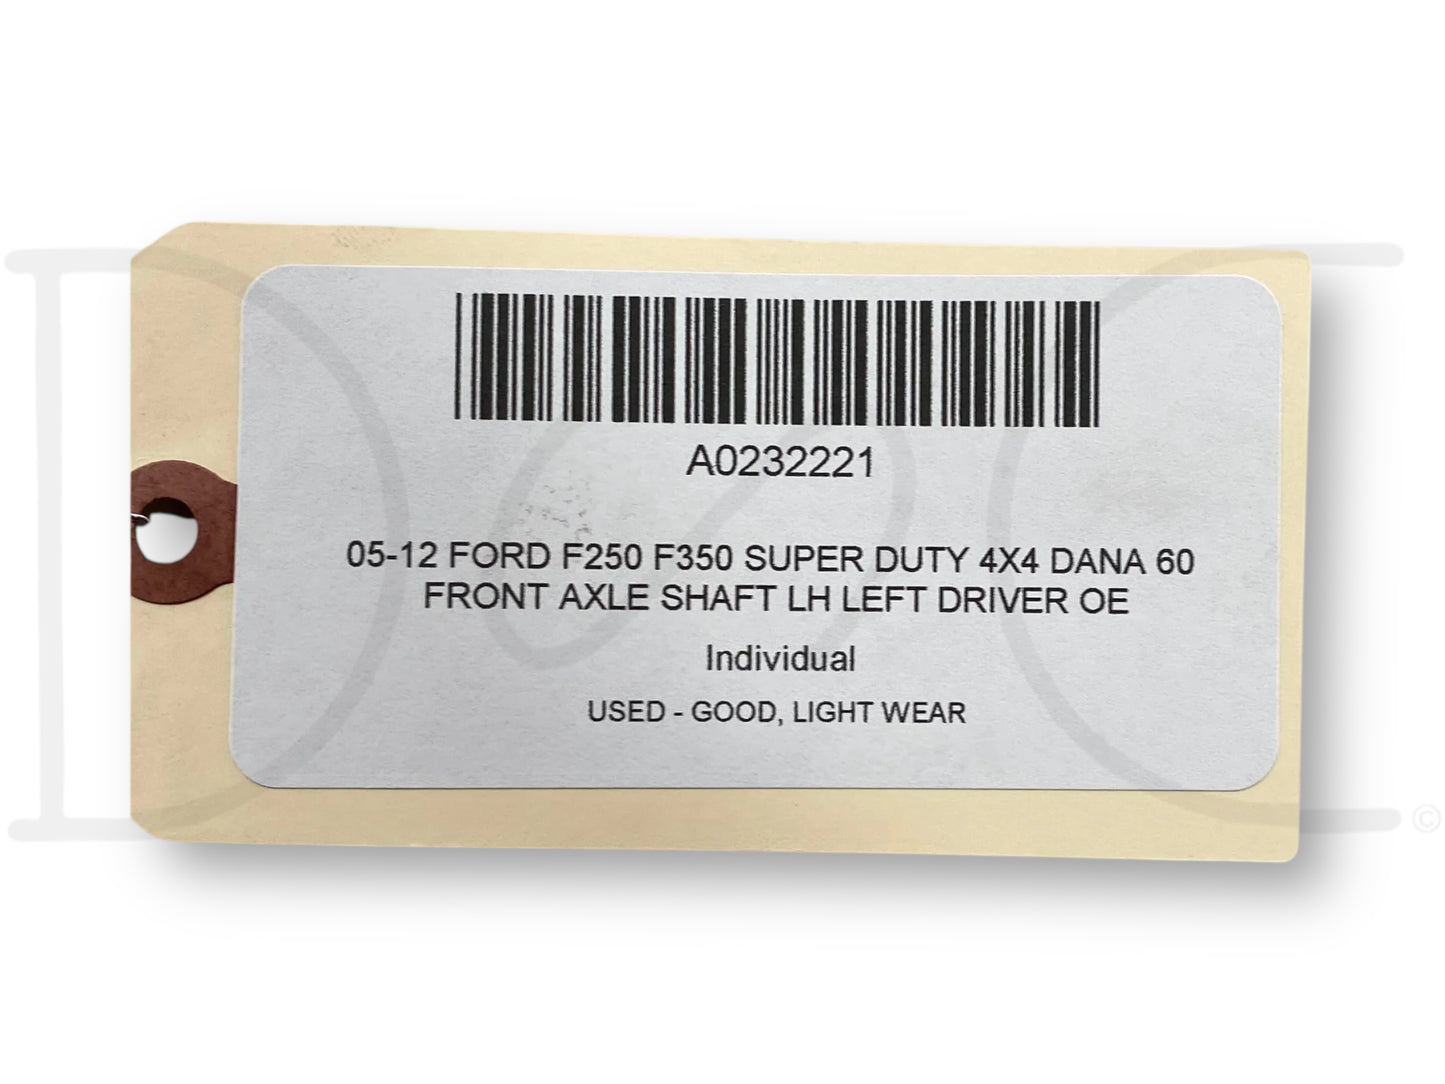 A0232221
05-12 FORD F250 F350 SUPER DUTY 4X4 DANA 60
FRONT AXLE SHAFT LH LEFT DRIVER OE
Individual
USED - GOOD, LIGHT WEAR
©